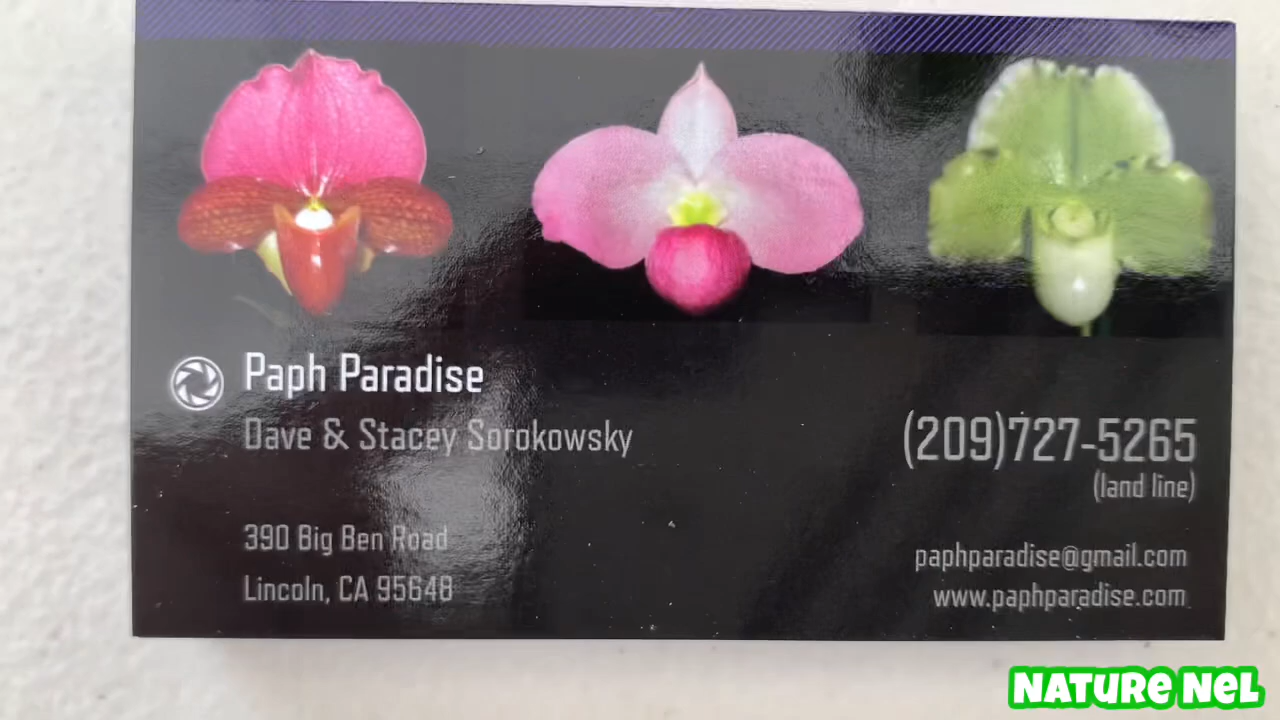 Paph Paradise
Dave & Stacey Sorokowsky
390 Big Ben Road
Lincoln, CA 95648
(209)727-5265
(land line)
paphparadise@gmail.com
www.paphparadise.com
NATURE NEL